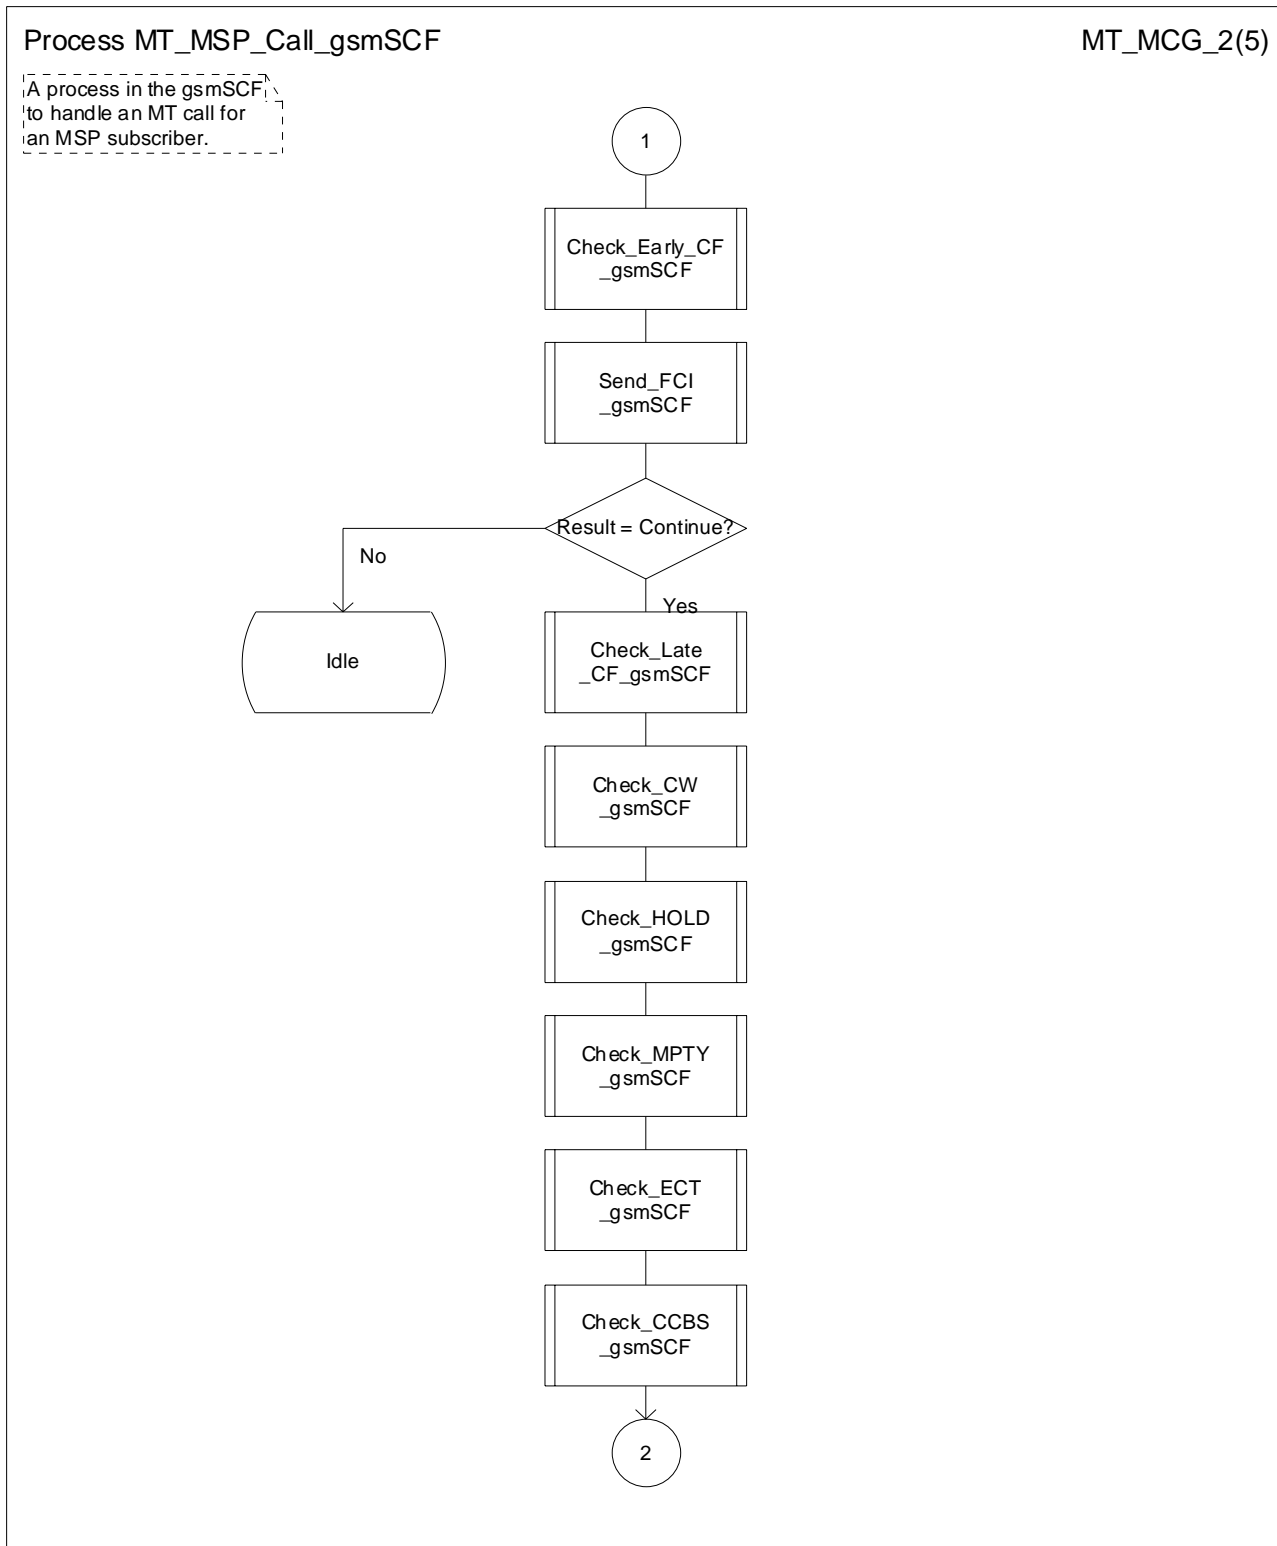 Process MT_MSP_Call_gsmSCF
MT_MCG_2(5)
A process in the gsmSCF
to handle an MT call for
an MSP subscriber.
1
Check_Early_CF
_gsmSCF
Send_FCI
_gsmSCF
Result = Continue?
No
Yes
Idle
Check_Late
_CF_gsmSCF
Check_CW
_gsmSCF
Check_HOLD
_gsmSCF
Check_MPTY
_gsmSCF
Check_ECT
_gsmSCF
Check_CCBS
_gsmSCF
2